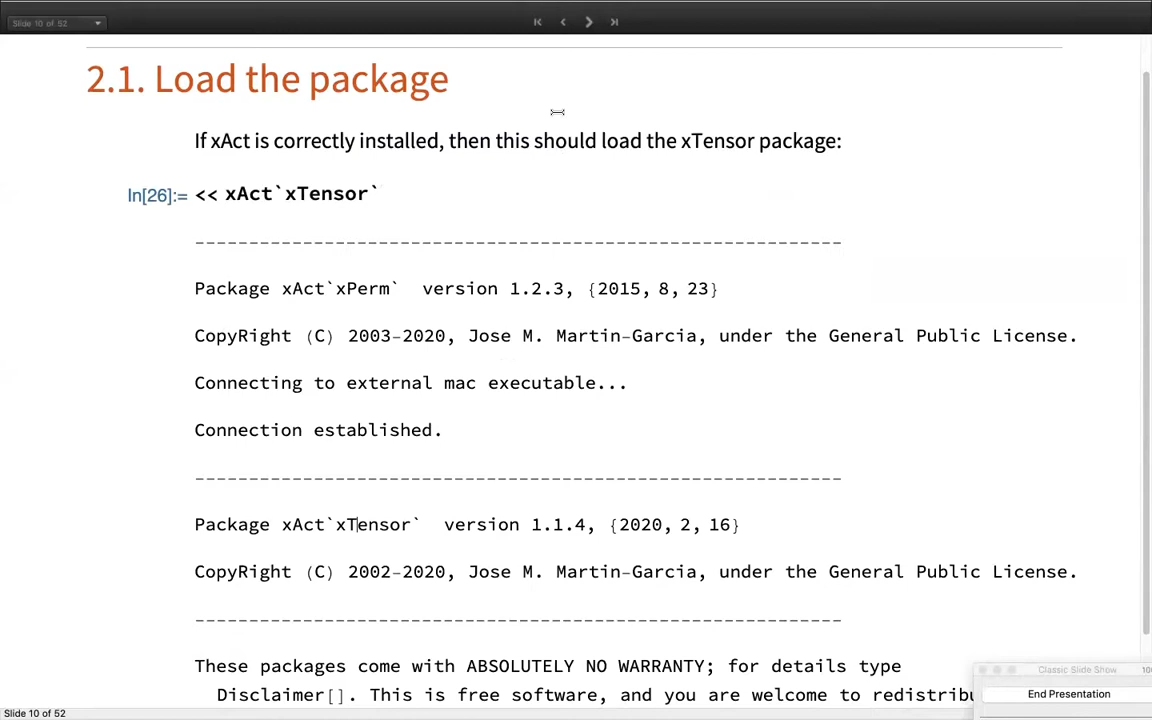 Slide 10 of 52
2.1. Load the package
If xAct is correctly installed, then this should load the xTensor package:
In[26]:= << xAct`xTensor`
------------------------------------------------------------
Package xAct`xPerm`  version 1.2.3, {2015, 8, 23}
CopyRight (C) 2003-2020, Jose M. Martin-Garcia, under the General Public License.
Connecting to external mac executable...
Connection established.
------------------------------------------------------------
Package xAct`xTensor`  version 1.1.4, {2020, 2, 16}
CopyRight (C) 2002-2020, Jose M. Martin-Garcia, under the General Public License.
------------------------------------------------------------
These packages come with ABSOLUTELY NO WARRANTY; for details type
Disclaimer[]. This is free software, and you are welcome to redistribu
Classic Slide Show
100
End Presentation
Slide 10 of 52